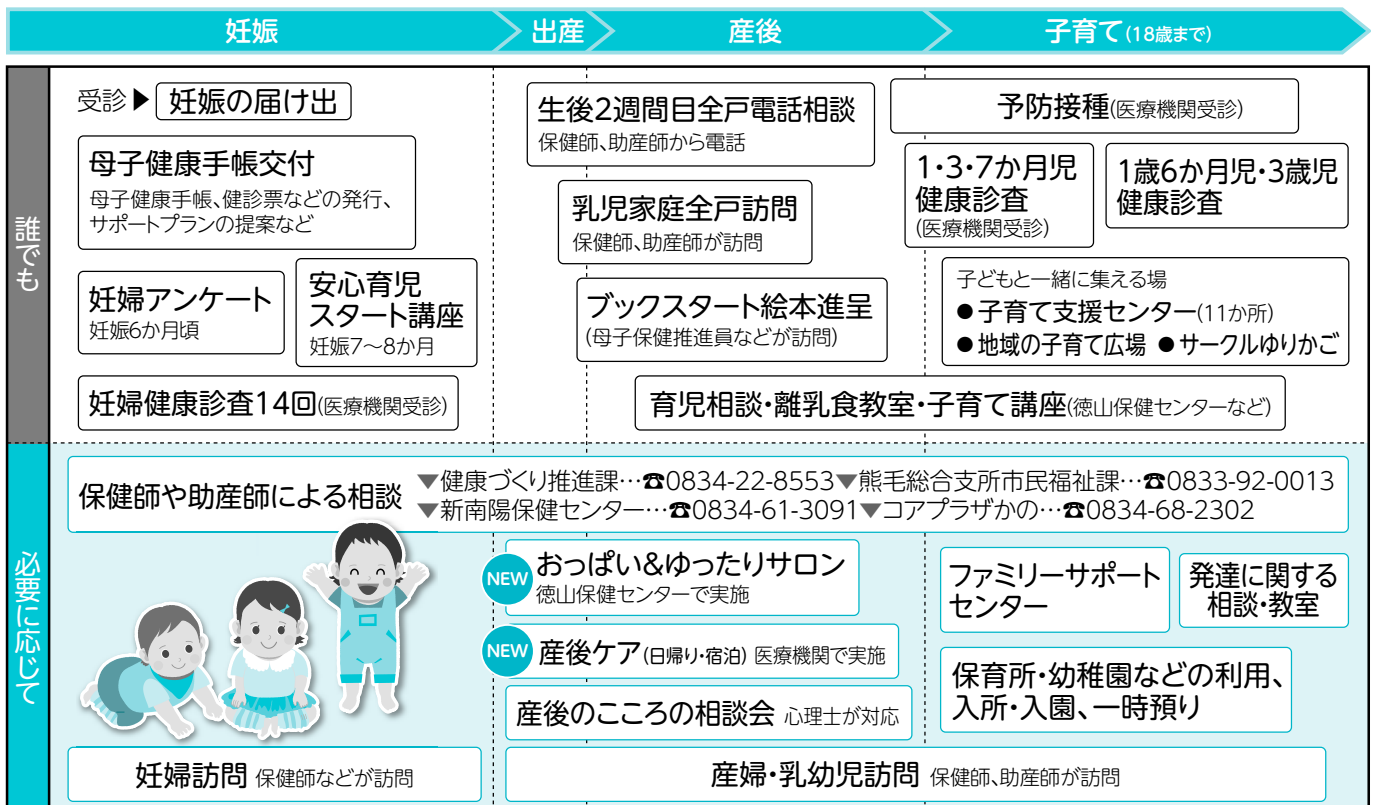 妊娠
出産
産後
子育て(18歳まで)
誰でも
受診▶妊娠の届け出
母子健康手帳交付
母子健康手帳、健診票などの発行、
サポートプランの提案など
妊婦アンケート
妊娠6か月頃
安心育児
スタート講座
妊娠7〜8か月
妊婦健康診査14回(医療機関受診)
生後2週間目全戸電話相談
保健師、助産師から電話
乳児家庭全戸訪問
保健師、助産師が訪問
ブックスタート絵本進呈
(母子保健推進員などが訪問)
予防接種(医療機関受診)
1・3・7か月児
健康診査
(医療機関受診)
1歳6か月児・3歳児
健康診査
子どもと一緒に集える場
●子育て支援センター(11か所)
●地域の子育て広場 ●サークルゆりかご
育児相談・離乳食教室・子育て講座(徳山保健センターなど)
必要に応じて
保健師や助産師による相談
▼健康づくり推進課…☎0834-22-8553▼熊毛総合支所市民福祉課…☎0833-92-0013
▼新南陽保健センター…☎0834-61-3091▼コアプラザかの…☎0834-68-2302
NEW おっぱい&ゆったりサロン
徳山保健センターで実施
NEW 産後ケア(日帰り・宿泊) 医療機関で実施
産後のこころの相談会 心理士が対応
ファミリーサポート
センター
発達に関する
相談・教室
保育所・幼稚園などの利用、
入所・入園、一時預り
妊婦訪問 保健師などが訪問
産婦・乳幼児訪問 保健師、助産師が訪問